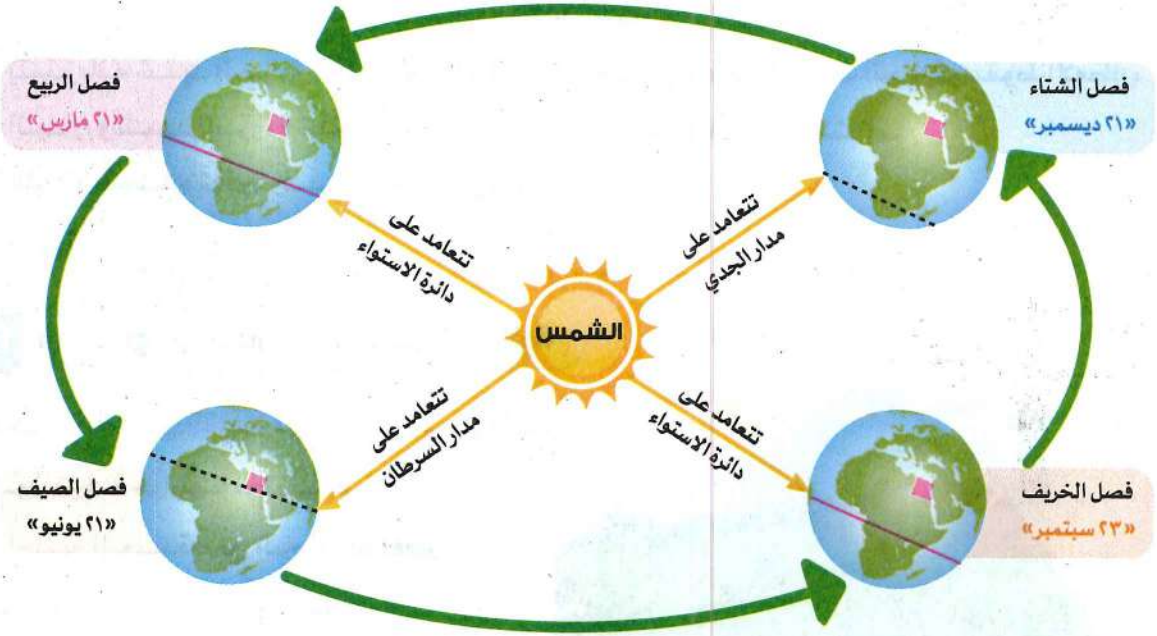 فصل الشتاء
«٢١ ديسمبر»
فصل الربيع
«٢١ مارس»
تتعامد على
مدار الجدي
تتعامد على
دائرة الاستواء
الشمس
تتعامد على
دائرة الاستواء
تتعامد على
مدار السرطان
فصل الخريف
«٢٣ سبتمبر»
فصل الصيف
«٢١ يونيو»